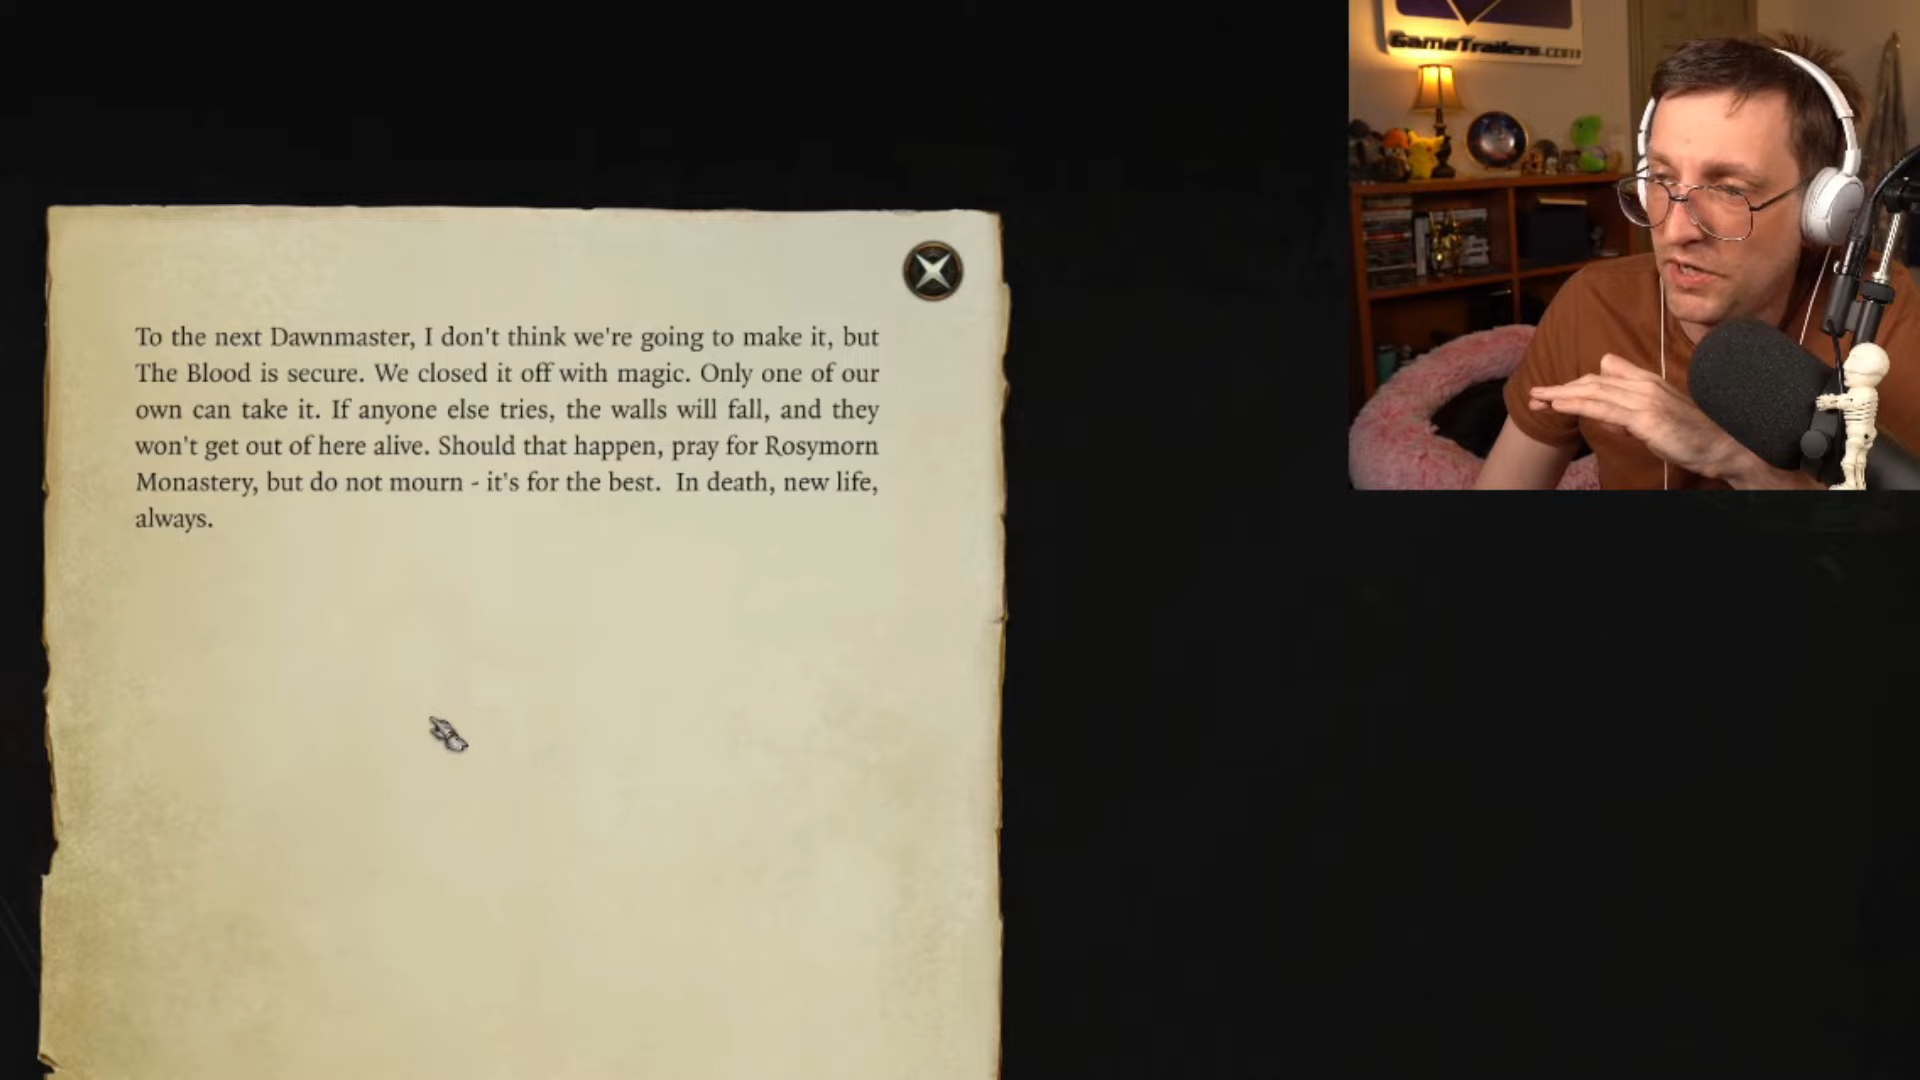 GameTrailers.com
To the next Dawnmaster, I don't think we're going to make it, but
The Blood is secure. We closed it off with magic. Only one of our
own can take it. If anyone else tries, the walls will fall, and they
won't get out of here alive. Should that happen, pray for Rosymorn
Monastery, but do not mourn - it's for the best.  In death, new life,
always.